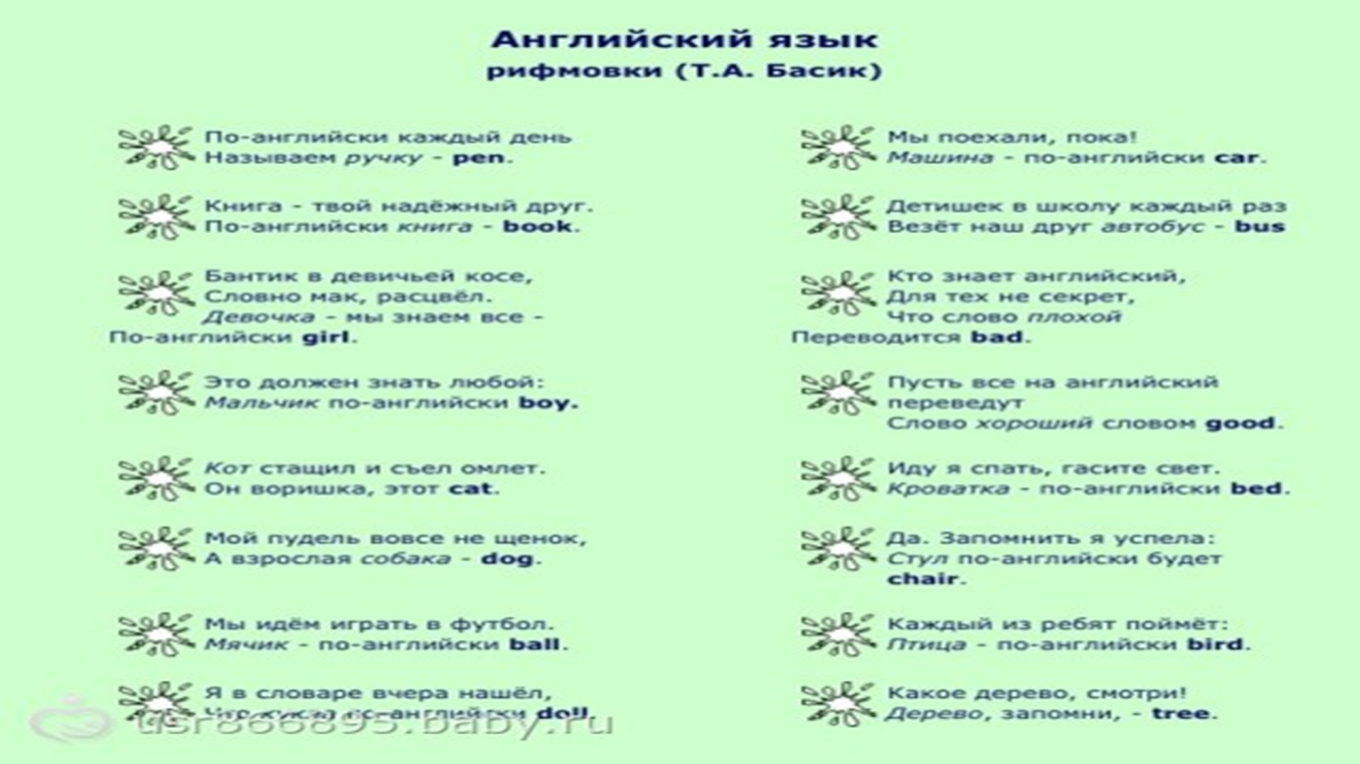 Английский язык
рифмовки (Т.А. Басик)
По-английски каждый день
Называем ручку - pen.
Книга - твой надёжный друг.
По-английски книга - book.
Бантик в девичьей косе,
Словно мак, расцвёл.
Девочка - мы знаем все -
По-английски girl.
Это должен знать любой:
Мальчик по-английски boy.
Кот стащил и съел омлет.
Он воришка, этот cat.
Мой пудель вовсе не щенок,
А взрослая собака - dog.
Мы идём играть в футбол.
Мячик - по-английски ball.
Я в словаре вчера нашёл,
Что кукла по-английски doll
usr866895.baby.ru
Мы поехали, пока!
Машина - по-английски car.
Детишек в школу каждый раз
Везёт наш друг автобус - bus
Кто знает английский,
Для тех не секрет,
Что слово плохой
Переводится bad.
Пусть все на английский
переведут
Слово хороший словом good.
Иду я спать, гасите свет.
Кроватка - по-английски bed.
Да. Запомнить я успела:
Стул по-английски будет
chair.
Каждый из ребят поймёт:
Птица - по-английски bird.
Какое дерево, смотри!
Дерево, запомни, - tree.